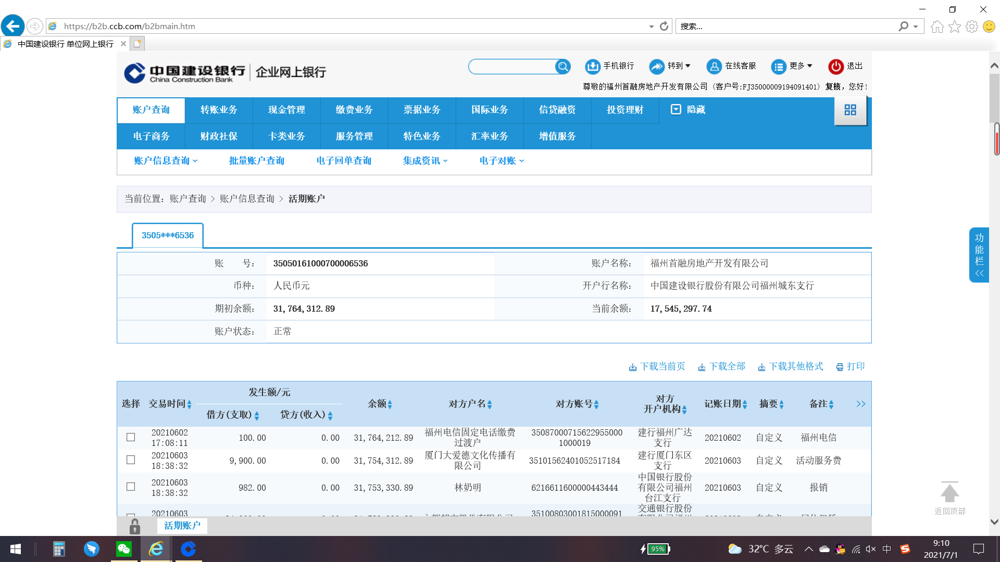 https://b2b.ccb.com/b2bmain.htm
搜索...
中国建设银行 单位网上银行
中国建设银行
China Construction Bank
企业网上银行
手机银行 转到 在线客服 更多 退出
尊敬的福州首融房地产开发有限公司（客户号:FJ35000009194091401）复核，您好！
账户查询 转账业务 现金管理 缴费业务 票据业务 国际业务 信贷融资 投资理财 隐藏
电子商务 财政社保 卡类业务 服务管理 特色业务 汇率业务 增值服务
账户信息查询 批量账户查询 电子回单查询 集成资讯 电子对账
当前位置：账户查询 > 账户信息查询 > 活期账户
3505***6536
账 号： 35050161000700006536 账户名称： 福州首融房地产开发有限公司
币种： 人民币元 开户行名称： 中国建设银行股份有限公司福州城东支行
期初余额： 31,764,312.89 当前余额： 17,545,297.74
账户状态： 正常
功能栏
下载当前页 下载全部 下载其他格式 打印
选择 交易时间 发生额/元 借方(支取) 贷方(收入) 余额 对方户名 对方账号 对方开户机构 记账日期 摘要 备注 >>
20210602 17:08:11 100.00 0.00 31,764,212.89 福州电信固定电话缴费过渡户 35087000715622955000 1000019 建行福州广达支行 20210602 自定义 福州电信
20210603 18:38:32 9,900.00 0.00 31,754,312.89 厦门大爱德文化传播有限公司 35101562401052517184 建行厦门东区支行 20210603 自定义 活动服务费
20210603 18:38:32 982.00 0.00 31,753,330.89 林奶明 6216611600000443444 中国银行股份有限公司福州台江支行 20210603 自定义 报销
20210603 35100803001815000091 交通银行股份
返回顶部
活期账户
95%
32°C 多云
中
9:10
2021/7/1